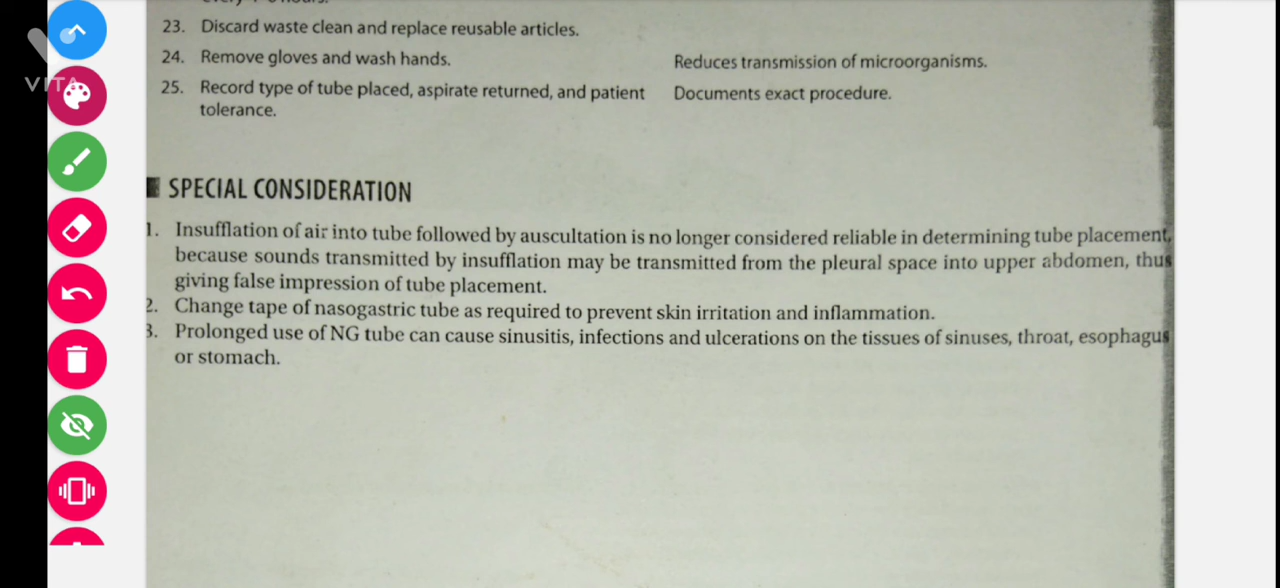 23. Discard waste clean and replace reusable articles.
24. Remove gloves and wash hands.
Reduces transmission of microorganisms.
25. Record type of tube placed, aspirate returned, and patient
tolerance.
Documents exact procedure.
VITA
SPECIAL CONSIDERATION
1. Insufflation of air into tube followed by auscultation is no longer considered reliable in determining tube placement,
because sounds transmitted by insufflation may be transmitted from the pleural space into upper abdomen, thus
giving false impression of tube placement.
2. Change tape of nasogastric tube as required to prevent skin irritation and inflammation.
3. Prolonged use of NG tube can cause sinusitis, infections and ulcerations on the tissues of sinuses, throat, esophagus
or stomach.